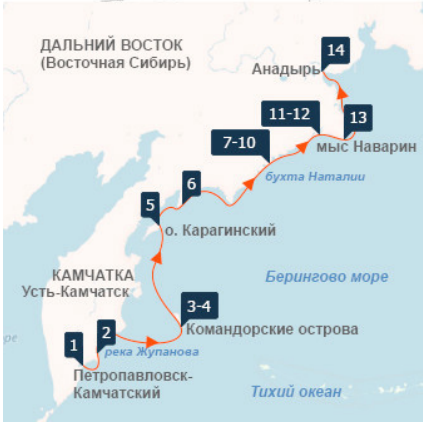 ДАЛЬНИЙ ВОСТОК
(Восточная Сибирь)
14
Анадырь
11-12
13
мыс Наварин
7-10
бухта Наталии
6
5
о. Карагинский
КАМЧАТКА
Усть-Камчатск
Берингово море
3-4
Командорские острова
2
1
река Жупанова
Петропавловск-
Камчатский
Тихий океан